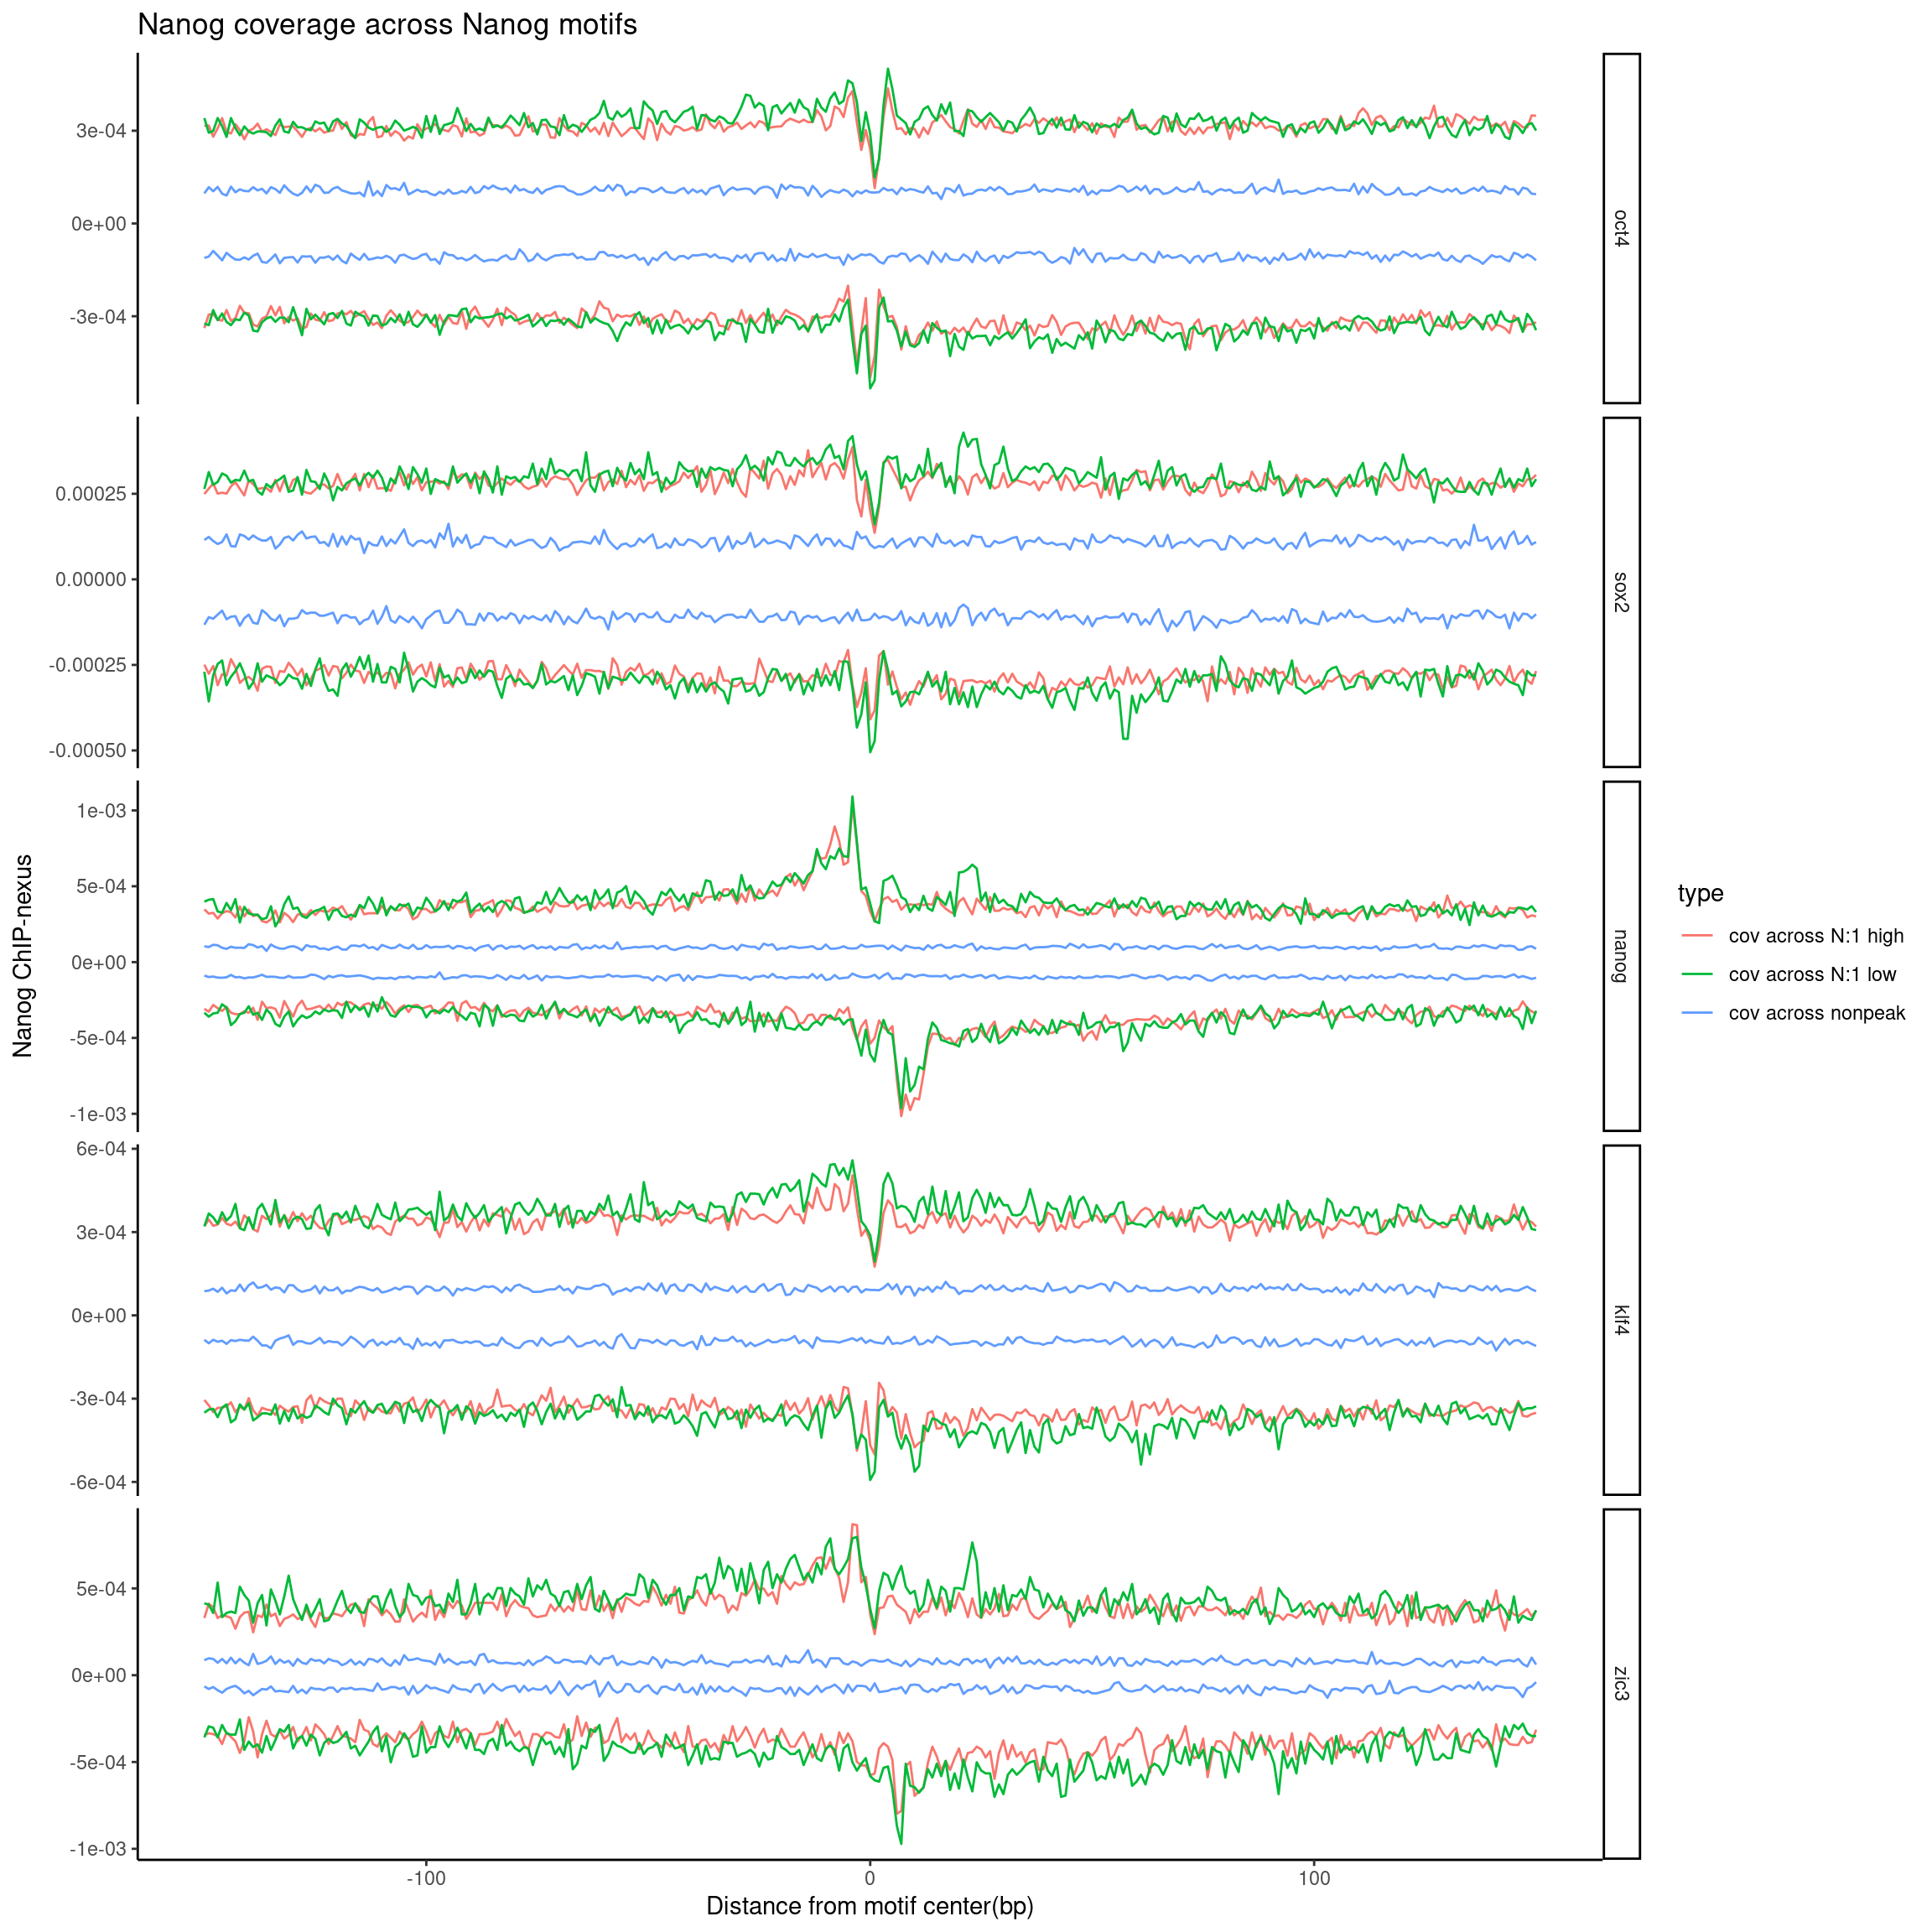 Nanog coverage across Nanog motifs
Nanog ChIP-nexus
3e-04
0e+00
-3e-04
oct4
0.00025
0.00000
-0.00025
-0.00050
sox2
1e-03
5e-04
0e+00
-5e-04
-1e-03
nanog
6e-04
3e-04
0e+00
-3e-04
-6e-04
klf4
5e-04
0e+00
-5e-04
-1e-03
zic3
-100
0
100
Distance from motif center(bp)
type
cov across N:1 high
cov across N:1 low
cov across nonpeak